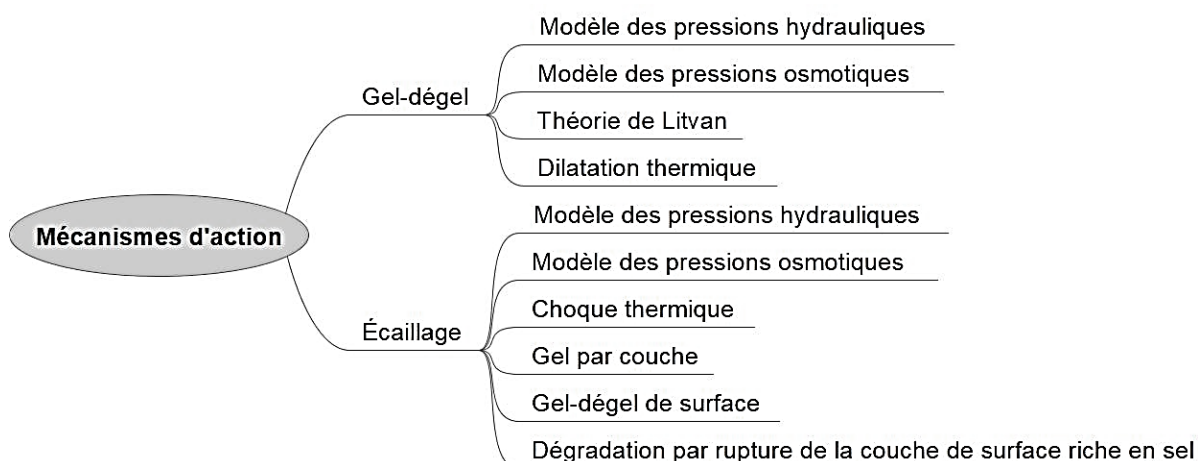 Mécanismes d'action
Gel-dégel
Modèle des pressions hydrauliques
Modèle des pressions osmotiques
Théorie de Litvan
Dilatation thermique
Écaillage
Modèle des pressions hydrauliques
Modèle des pressions osmotiques
Choque thermique
Gel par couche
Gel-dégel de surface
Dégradation par rupture de la couche de surface riche en sel